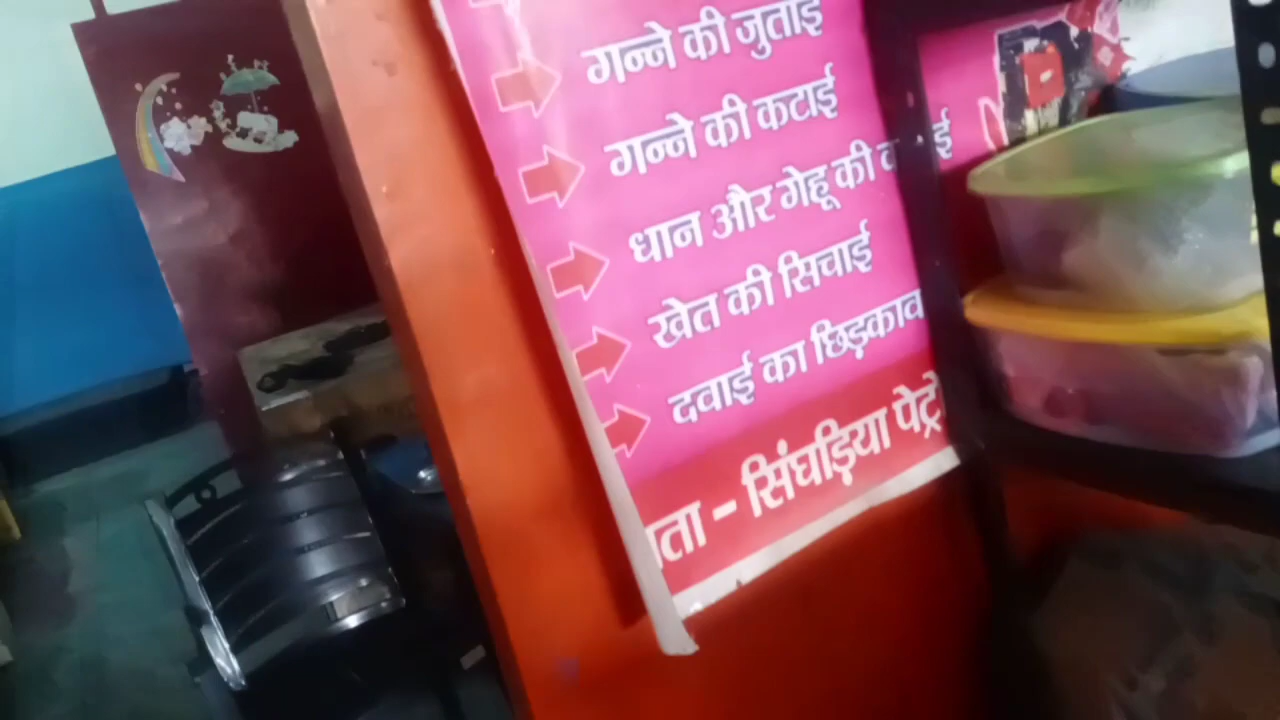 गन्ने की जुताई
गन्ने की कटाई
धान और गेहू की
खेत की सिचाई
दवाई का छिड़काव
- सिंघड़िया